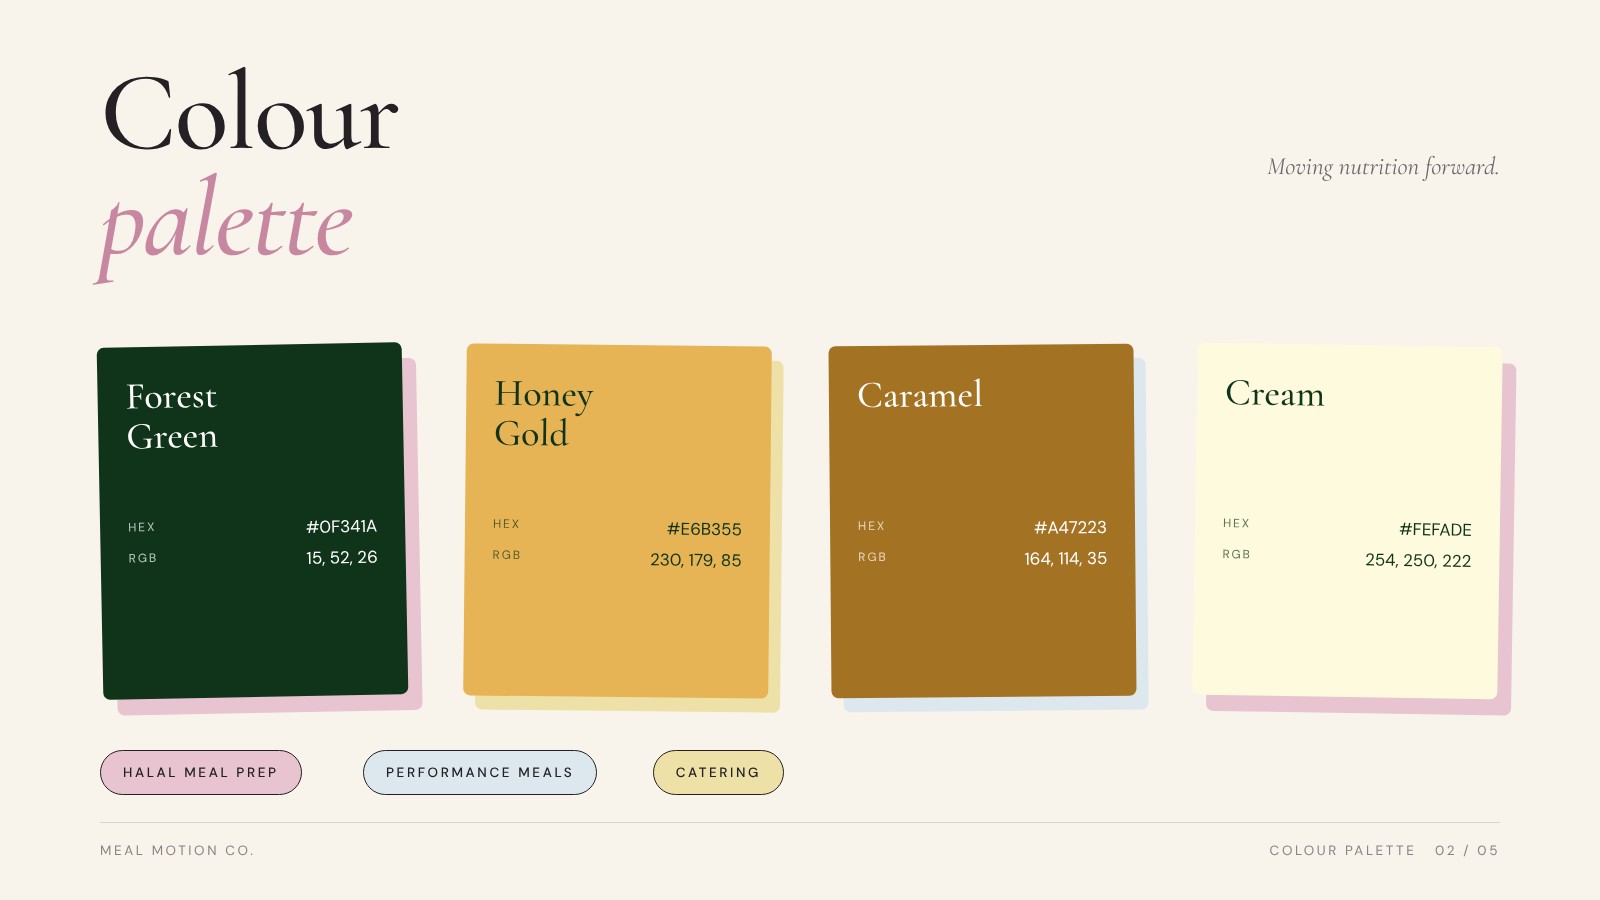 Colour
palette
Moving nutrition forward.
Forest
Green
HEX #0F341A
RGB 15, 52, 26
Honey
Gold
HEX #E6B355
RGB 230, 179, 85
Caramel
HEX #A47223
RGB 164, 114, 35
Cream
HEX #FEFADE
RGB 254, 250, 222
HALAL MEAL PREP
PERFORMANCE MEALS
CATERING
MEAL MOTION CO.
COLOUR PALETTE 02 / 05